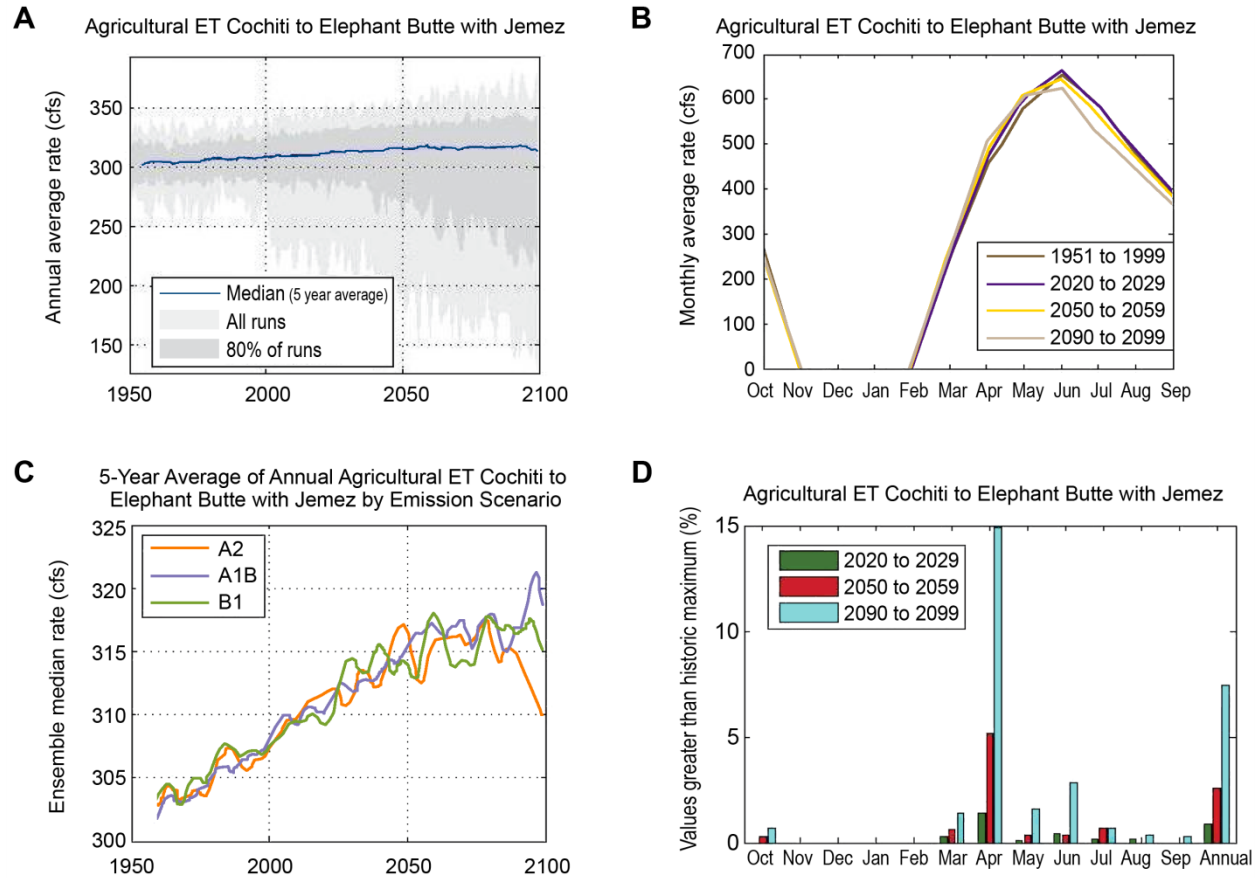 A
Agricultural ET Cochiti to Elephant Butte with Jemez
Annual average rate (cfs)
350
300
250
200
150
1950
2000
2050
2100
Median (5 year average)
All runs
80% of runs
B
Agricultural ET Cochiti to Elephant Butte with Jemez
Monthly average rate (cfs)
700
600
500
400
300
200
100
0
Oct Nov Dec Jan Feb Mar Apr May Jun Jul Aug Sep
1951 to 1999
2020 to 2029
2050 to 2059
2090 to 2099
C
5-Year Average of Annual Agricultural ET Cochiti to
Elephant Butte with Jemez by Emission Scenario
Ensemble median rate (cfs)
325
320
315
310
305
300
1950
2000
2050
2100
A2
A1B
B1
D
Agricultural ET Cochiti to Elephant Butte with Jemez
Values greater than historic maximum (%)
15
10
5
0
Oct Nov Dec Jan Feb Mar Apr May Jun Jul Aug Sep Annual
2020 to 2029
2050 to 2059
2090 to 2099